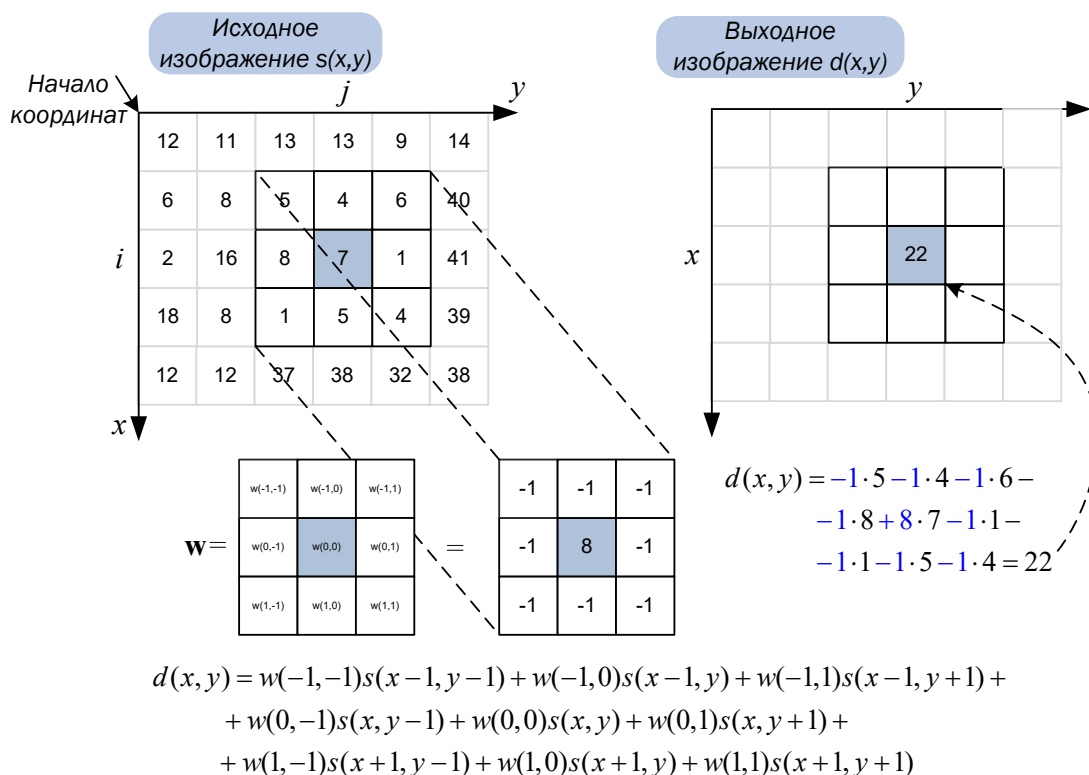 Исходное
изображение s(x,y)
Выходное
изображение d(x,y)
Начало
координат
j
y
y
12 11 13 13 9 14
6 8 5 4 6 40
i 2 16 8 7 1 41
18 8 1 5 4 39
12 12 37 38 32 38
x
x
22
w(-1,-1) w(-1,0) w(-1,1)
w= w(0,-1) w(0,0) w(0,1) =
w(1,-1) w(1,0) w(1,1)
-1 -1 -1
-1 8 -1
-1 -1 -1
d(x, y) = −1·5 −1·4 −1·6 −
−1·8 +8·7 −1·1 −
−1·1 −1·5 −1·4 = 22
d(x, y) = w(−1,−1)s(x−1, y−1) + w(−1,0)s(x−1, y) + w(−1,1)s(x−1, y+1) +
+ w(0,−1)s(x, y−1) + w(0,0)s(x, y) + w(0,1)s(x, y+1) +
+ w(1,−1)s(x+1, y−1) + w(1,0)s(x+1, y) + w(1,1)s(x+1, y+1)